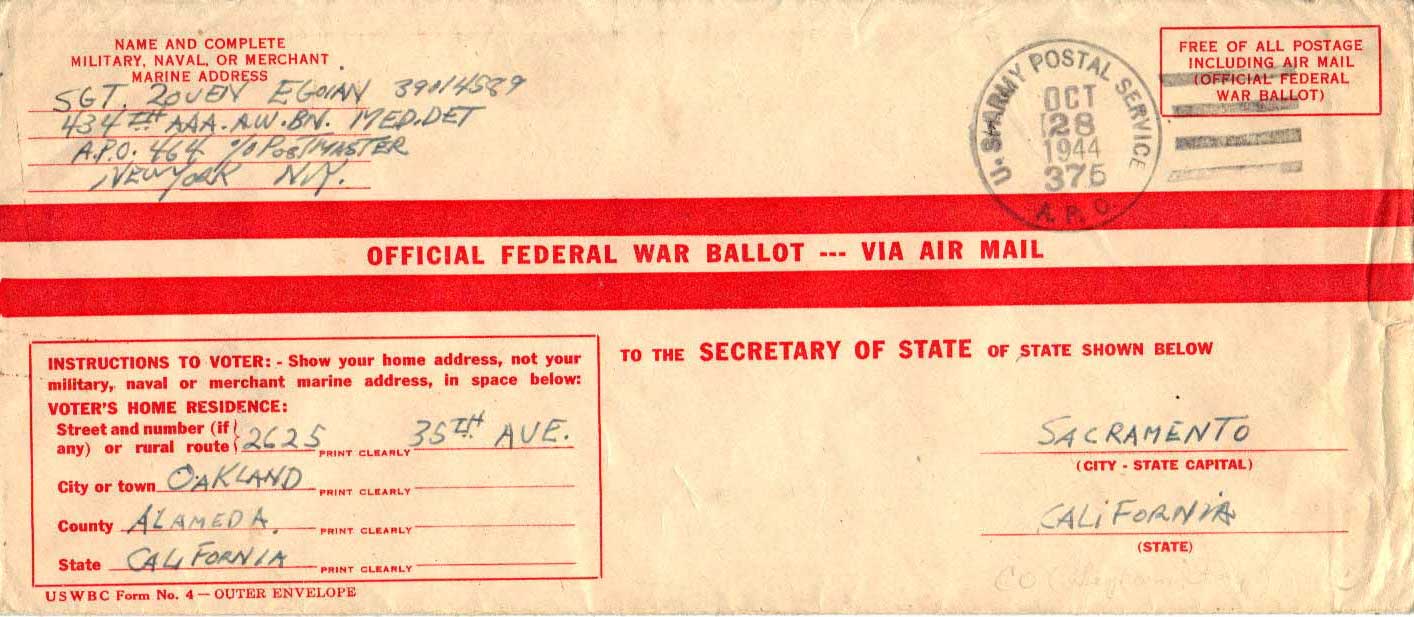 NAME AND COMPLETE
MILITARY, NAVAL, OR MERCHANT
MARINE ADDRESS
SGT. ZOUEN EGOIAN 39014589
434TH AAA. A.W. BN. MED. DET
A.P.O. 464 c/o POSTMASTER
NEW YORK N.Y.
U.S. ARMY POSTAL SERVICE
OCT
28
1944
375
A.P.O.
FREE OF ALL POSTAGE
INCLUDING AIR MAIL
(OFFICIAL FEDERAL
WAR BALLOT)
OFFICIAL FEDERAL WAR BALLOT --- VIA AIR MAIL
INSTRUCTIONS TO VOTER: - Show your home address, not your
military, naval or merchant marine address, in space below:
VOTER'S HOME RESIDENCE:
Street and number (if
any) or rural route 2625 PRINT CLEARLY 35TH AVE.
City or town OAKLAND PRINT CLEARLY
County ALAMEDA PRINT CLEARLY
State CALIFORNIA PRINT CLEARLY
USWBC Form No. 4 — OUTER ENVELOPE
TO THE SECRETARY OF STATE OF STATE SHOWN BELOW
SACRAMENTO
(CITY - STATE CAPITAL)
CALIFORNIA
(STATE)